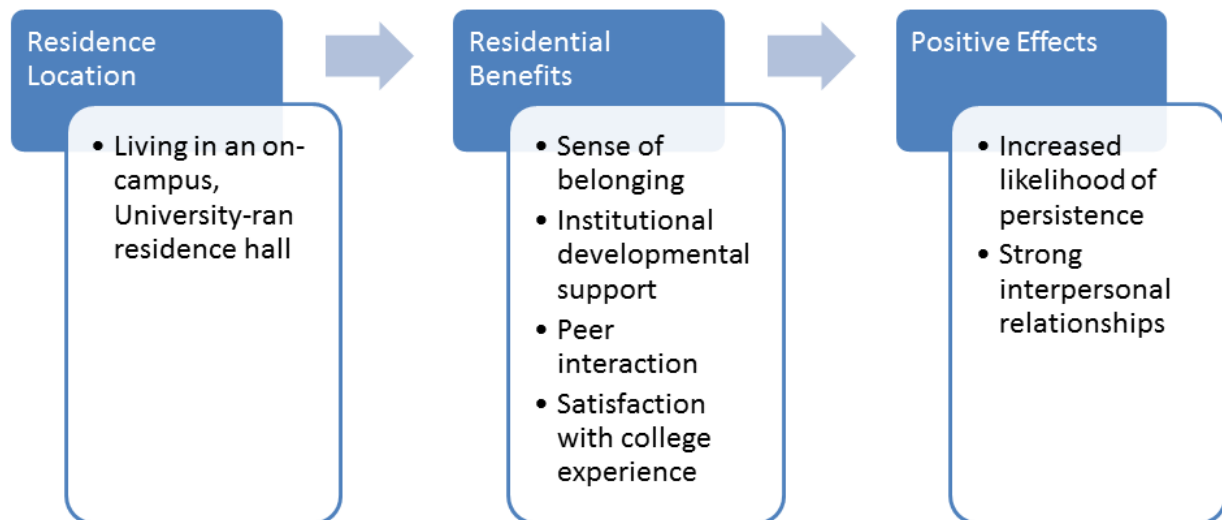 Residence
Location
• Living in an on-
campus,
University-ran
residence hall
Residential
Benefits
• Sense of
belonging
• Institutional
developmental
support
• Peer
interaction
• Satisfaction
with college
experience
Positive Effects
• Increased
likelihood of
persistence
• Strong
interpersonal
relationships